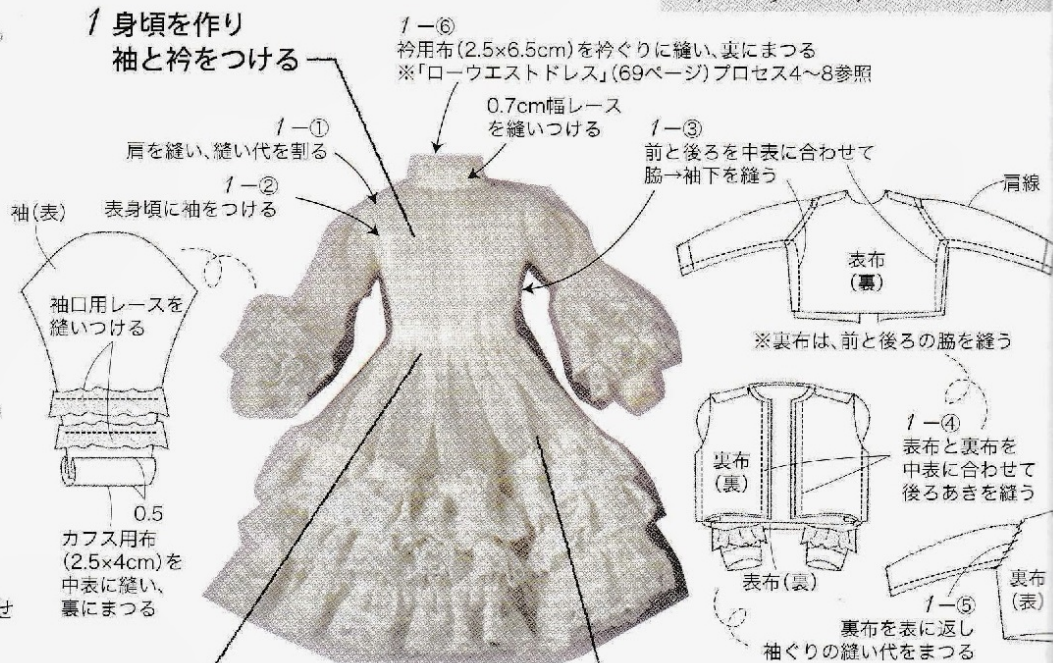 1 身頃を作り
袖と衿をつける
1－⑥
衿用布(2.5×6.5cm)を衿ぐりに縫い、裏にまつる
※「ローウエストドレス」(69ページ)プロセス4〜8参照
0.7cm幅レース
を縫いつける
1－①
肩を縫い、縫い代を割る
1－②
表身頃に袖をつける
1－③
前と後ろを中表に合わせて
脇→袖下を縫う
肩線
表布
(裏)
※裏布は、前と後ろの脇を縫う
袖(表)
袖口用レースを
縫いつける
0.5
カフス用布
(2.5×4cm)を
中表に縫い、
裏にまつる
せ
1－④
表布と裏布を
中表に合わせて
後ろあきを縫う
裏布
(裏)
表布(裏)
1－⑤
裏布を表に返し
袖ぐりの縫い代をまつる
裏布
(表)